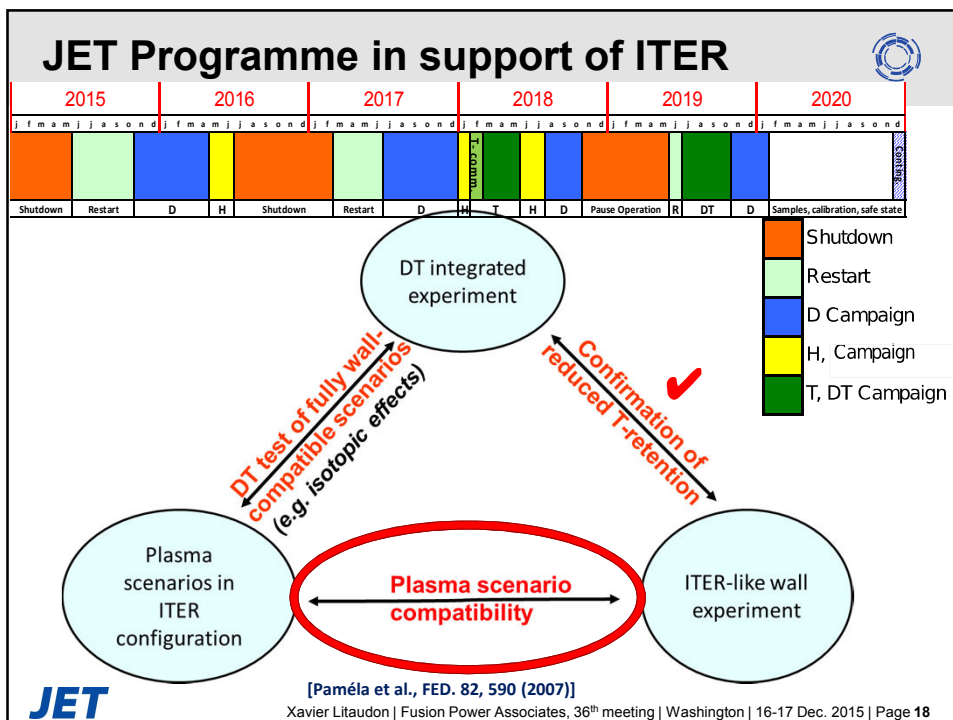 JET Programme in support of ITER
2015 2016 2017 2018 2019 2020
j f m a m j j a s o n d j f m a m j j a s o n d j f m a m j j a s o n d j f m a m j j a s o n d j f m a m j j a s o n d j f m a m j j a s o n d
T- comm.
Conting
Shutdown Restart D H Shutdown Restart D H T H D Pause Operation R DT D Samples, calibration, safe state
Shutdown
Restart
D Campaign
H, Campaign
T, DT Campaign
DT integrated
experiment
DT test of fully wall-
compatible scenarios
(e.g. isotopic effects)
Confirmation of
reduced T-retention
Plasma
scenarios in
ITER
configuration
Plasma scenario
compatibility
ITER-like wall
experiment
[Paméla et al., FED. 82, 590 (2007)]
JET
Xavier Litaudon | Fusion Power Associates, 36th meeting | Washington | 16-17 Dec. 2015 | Page 18